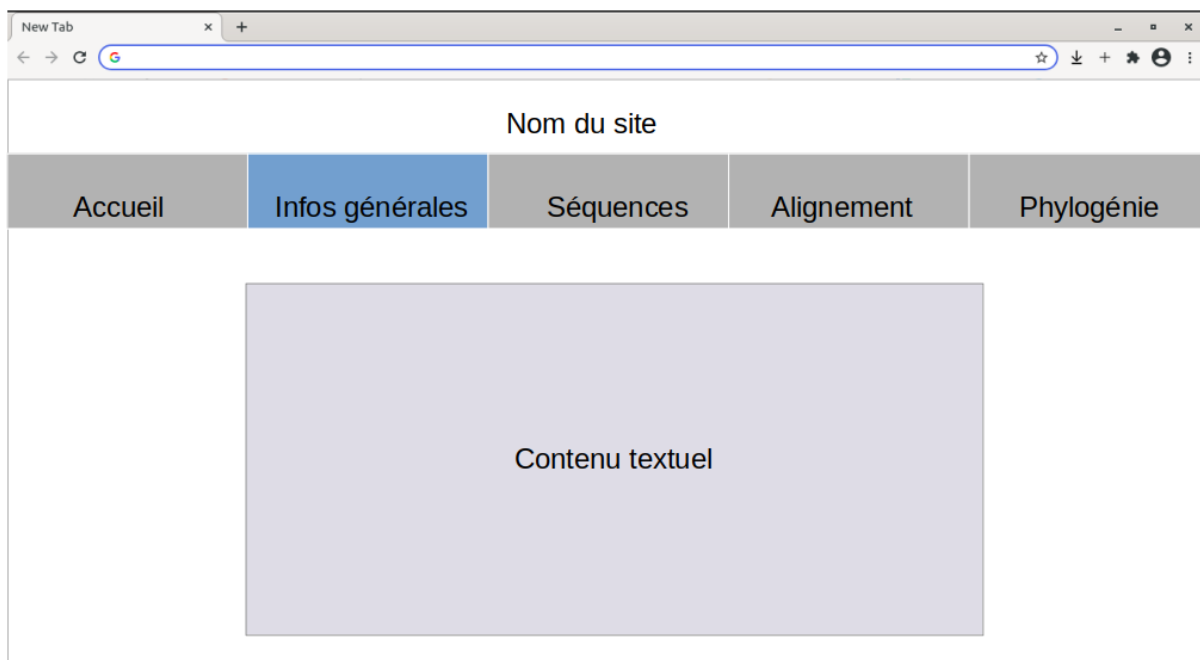 New Tab
Nom du site
Accueil Infos générales Séquences Alignement Phylogénie
Contenu textuel